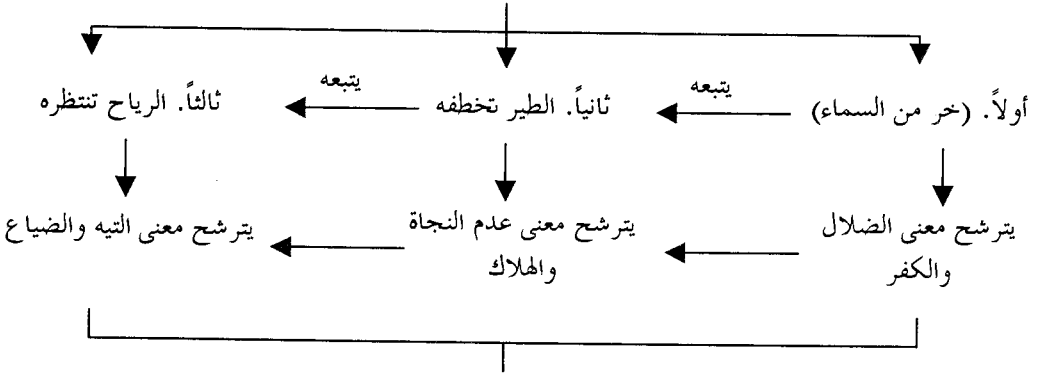 أولاً. (خر من السماء)
يتبعه
ثانياً. الطير تخطفه
يتبعه
ثالثاً. الرياح تنتظره
يترشح معنى الضلال
والكفر
يترشح معنى عدم النجاة
والهلاك
يترشح معنى التيه والضياع